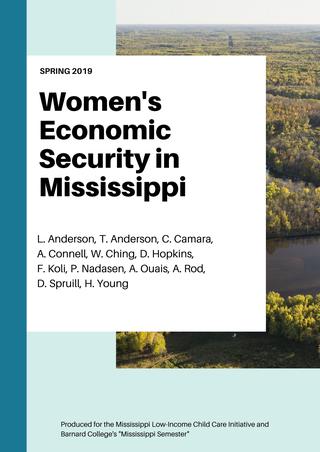 SPRING 2019
Women's
Economic
Security in
Mississippi
L. Anderson, T. Anderson, C. Camara,
A. Connell, W. Ching, D. Hopkins,
F. Koli, P. Nadasen, A. Ouais, A. Rod,
D. Spruill, H. Young
Produced for the Mississippi Low-Income Child Care Initiative and
Barnard College's "Mississippi Semester"